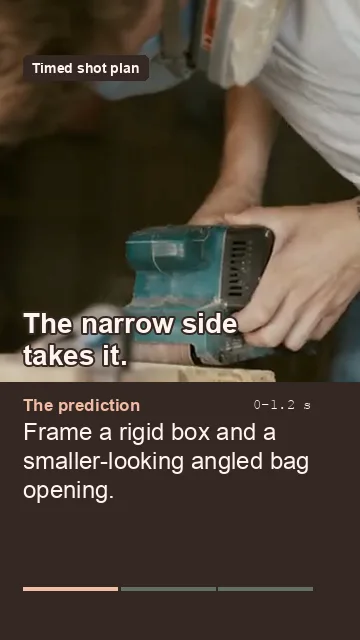 Timed shot plan
The narrow side
takes it.
The prediction
0–1.2 s
Frame a rigid box and a
smaller-looking angled bag
opening.